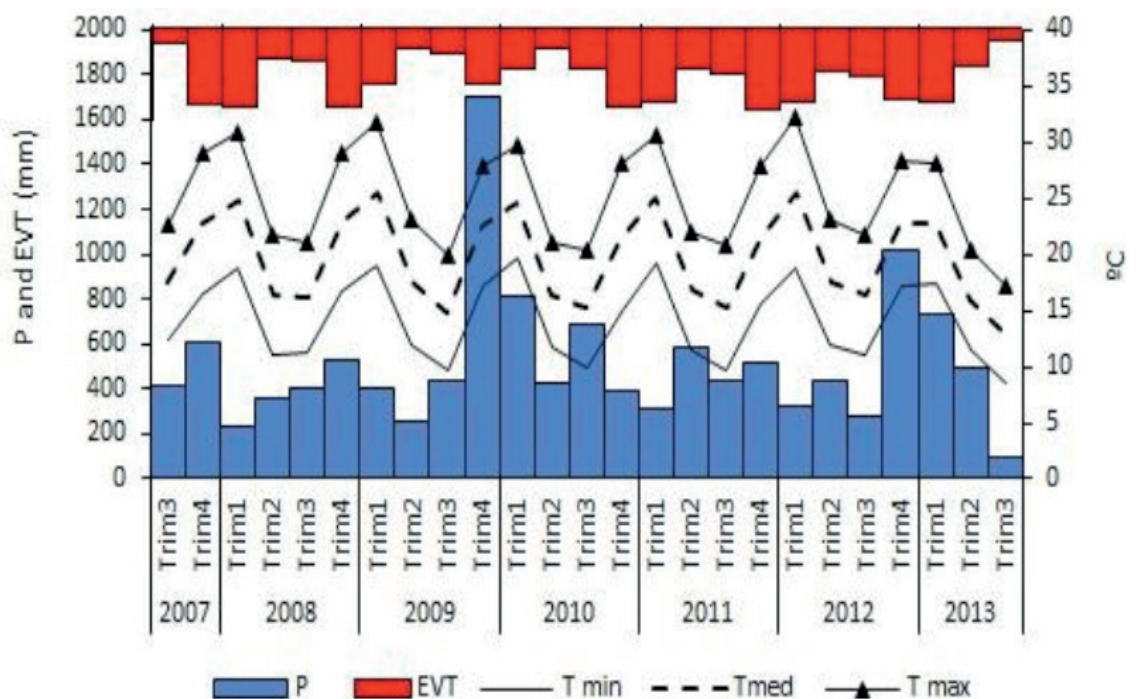 P and EVT (mm)
2000
1800
1600
1400
1200
1000
800
600
400
200
0
40
35
30
25
20
15
10
5
0
ºC
Trim3
Trim4
Trim1
Trim2
Trim3
Trim4
Trim1
Trim2
Trim3
Trim4
Trim1
Trim2
Trim3
Trim4
Trim1
Trim2
Trim3
Trim4
Trim1
Trim2
Trim3
Trim4
Trim1
Trim2
Trim3
2007 2008 2009 2010 2011 2012 2013
P EVT T min Tmed T max